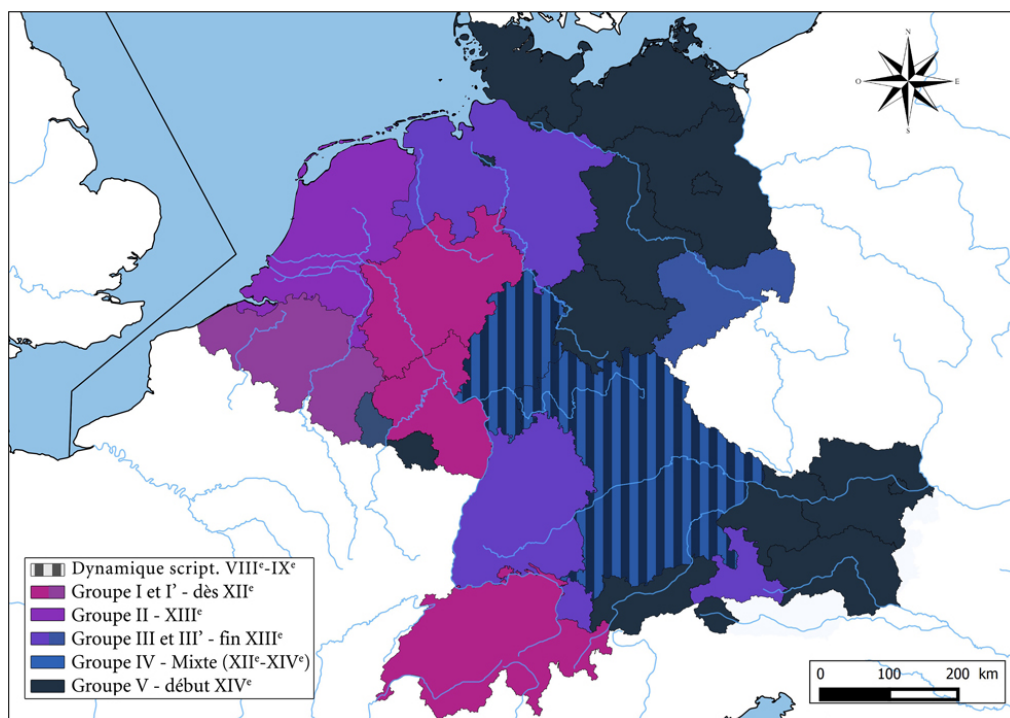 N
O
E
S
Dynamique script. VIIIᵉ-IXᵉ
Groupe I et I' - dès XIIᵉ
Groupe II - XIIIᵉ
Groupe III et III' - fin XIIIᵉ
Groupe IV - Mixte (XIIᵉ-XIVᵉ)
Groupe V - début XIVᵉ
0 100 200 km